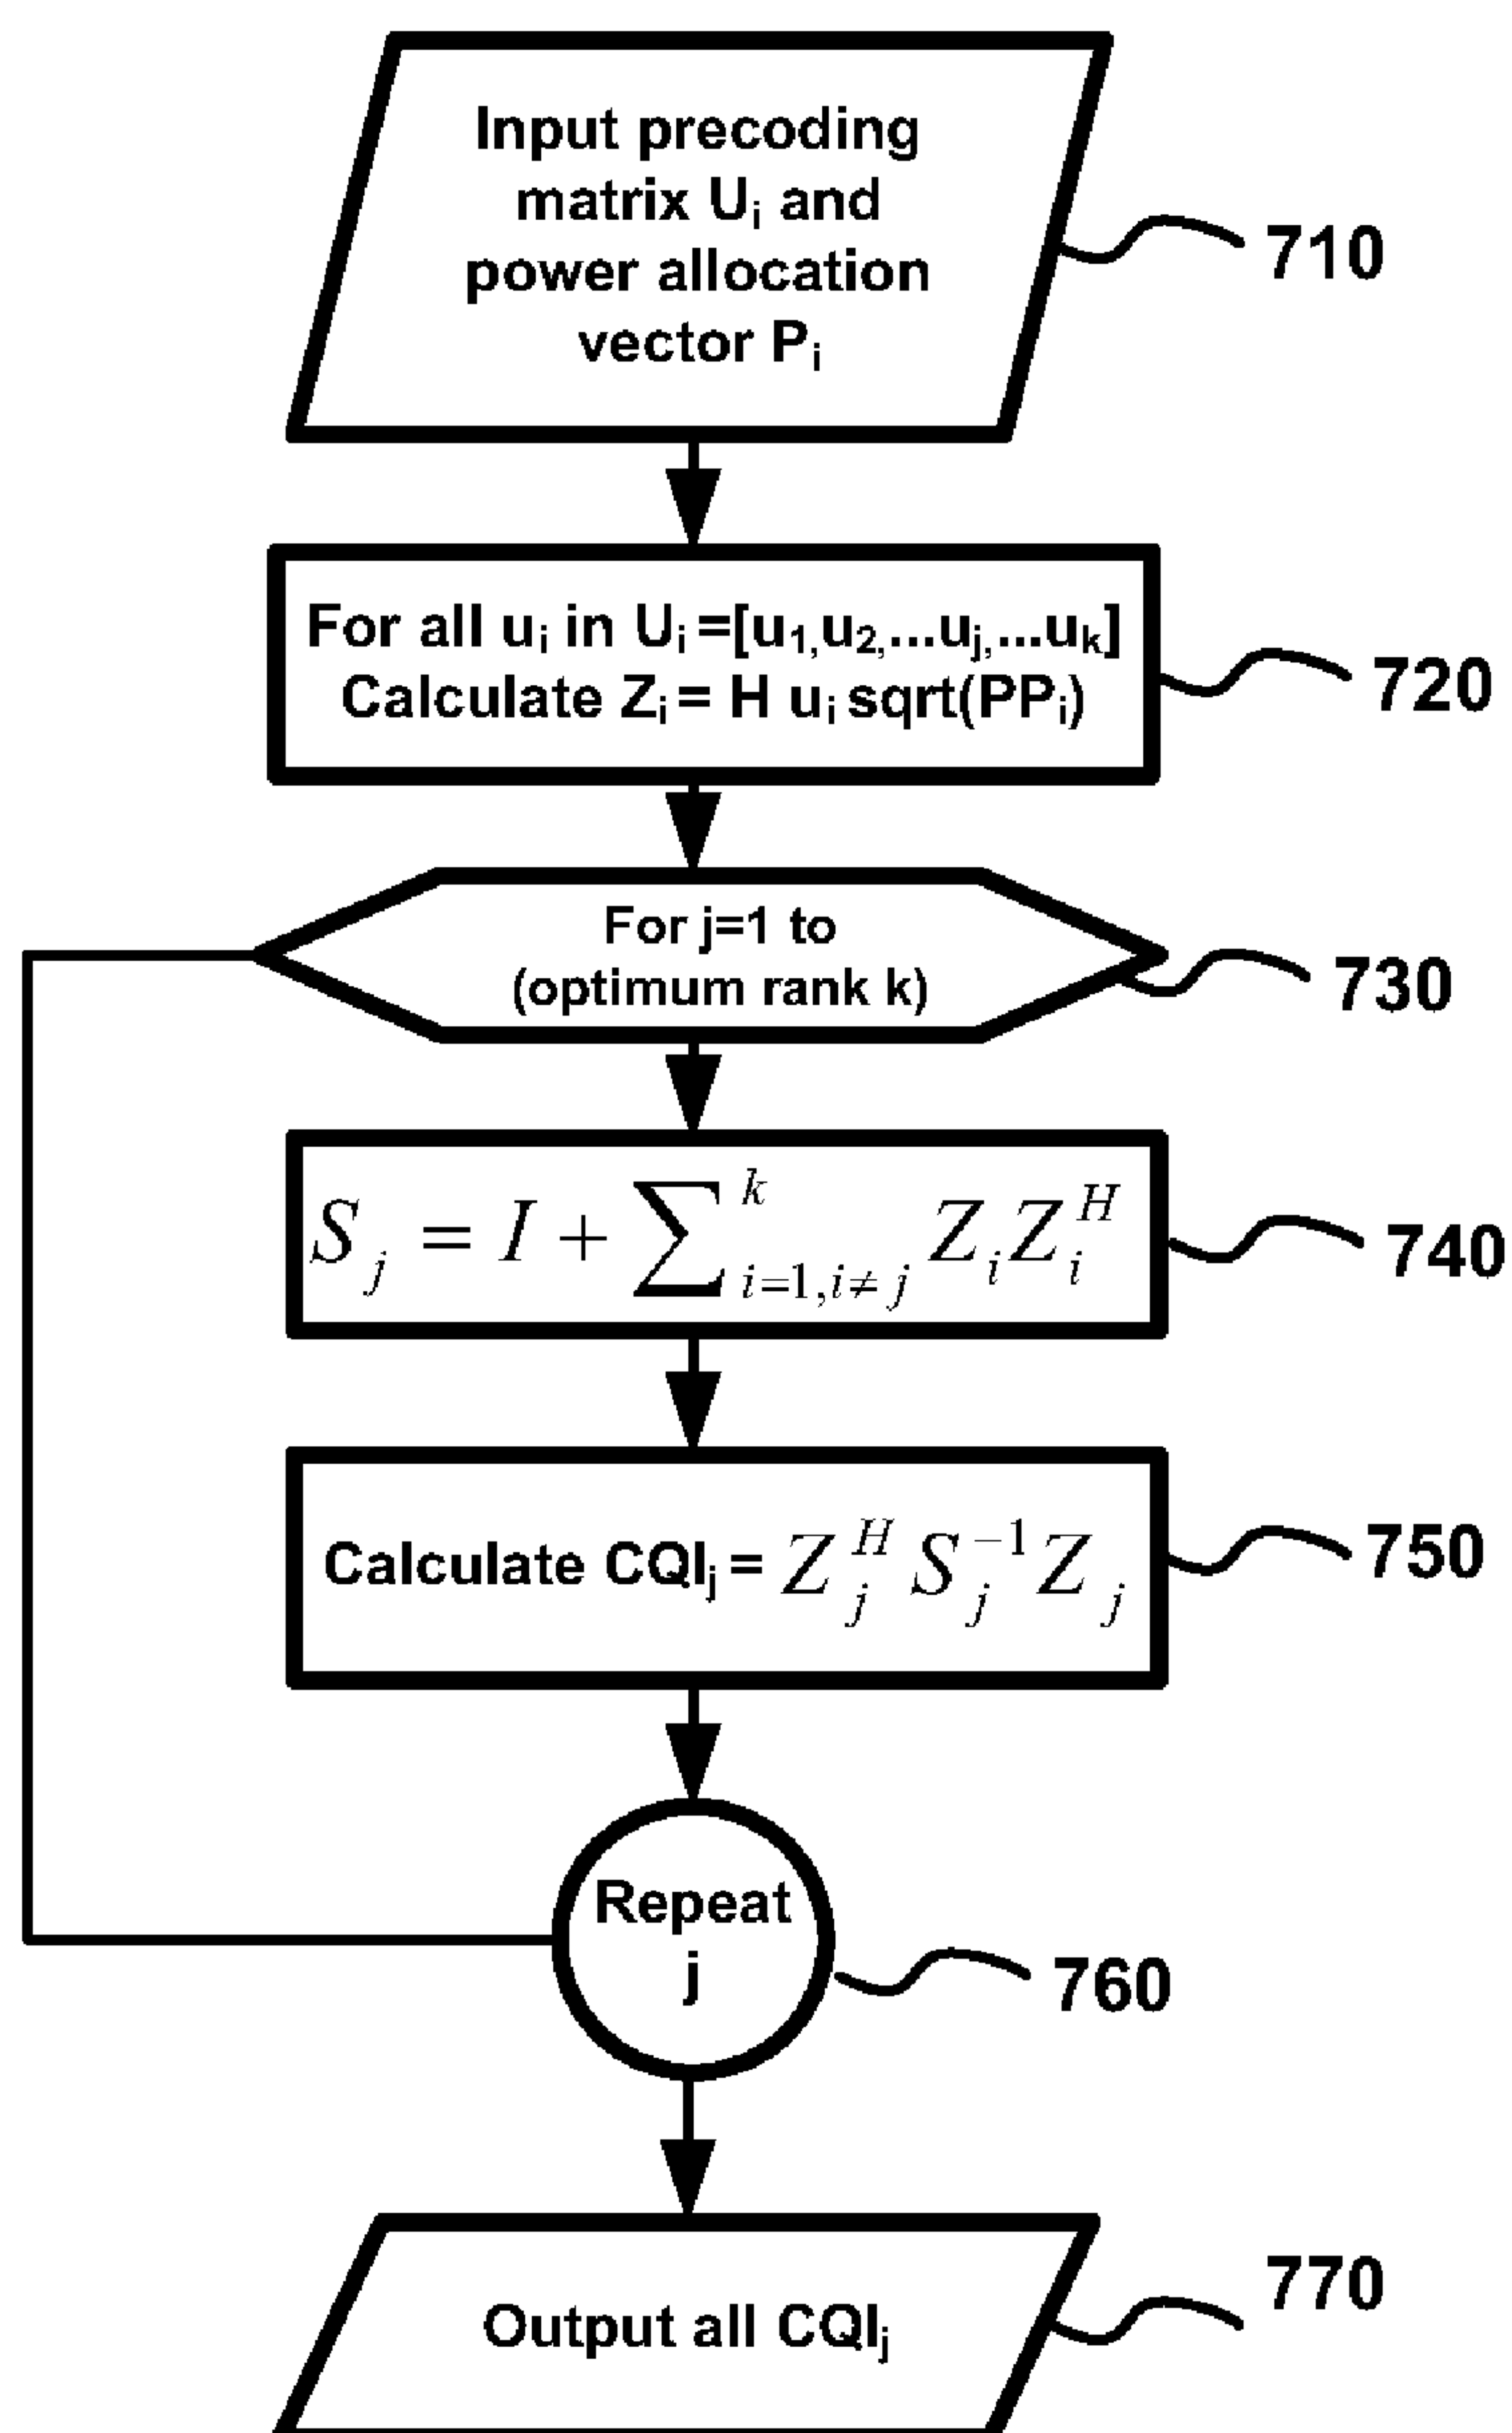 Input precoding
matrix Uᵢ and
power allocation
vector Pᵢ
710
For all uᵢ in Uᵢ =[u₁,u₂,...uⱼ,...uₖ]
Calculate Zᵢ = H uᵢ sqrt(PPᵢ)
720
For j=1 to
(optimum rank k)
730
Sⱼ = I + ∑ᵏ ᵢ₌₁,ᵢ≠ⱼ ZᵢZᵢᴴ
740
Calculate CQIⱼ = Zⱼᴴ Sⱼ⁻¹ Zⱼ
750
Repeat
j
760
Output all CQIⱼ
770